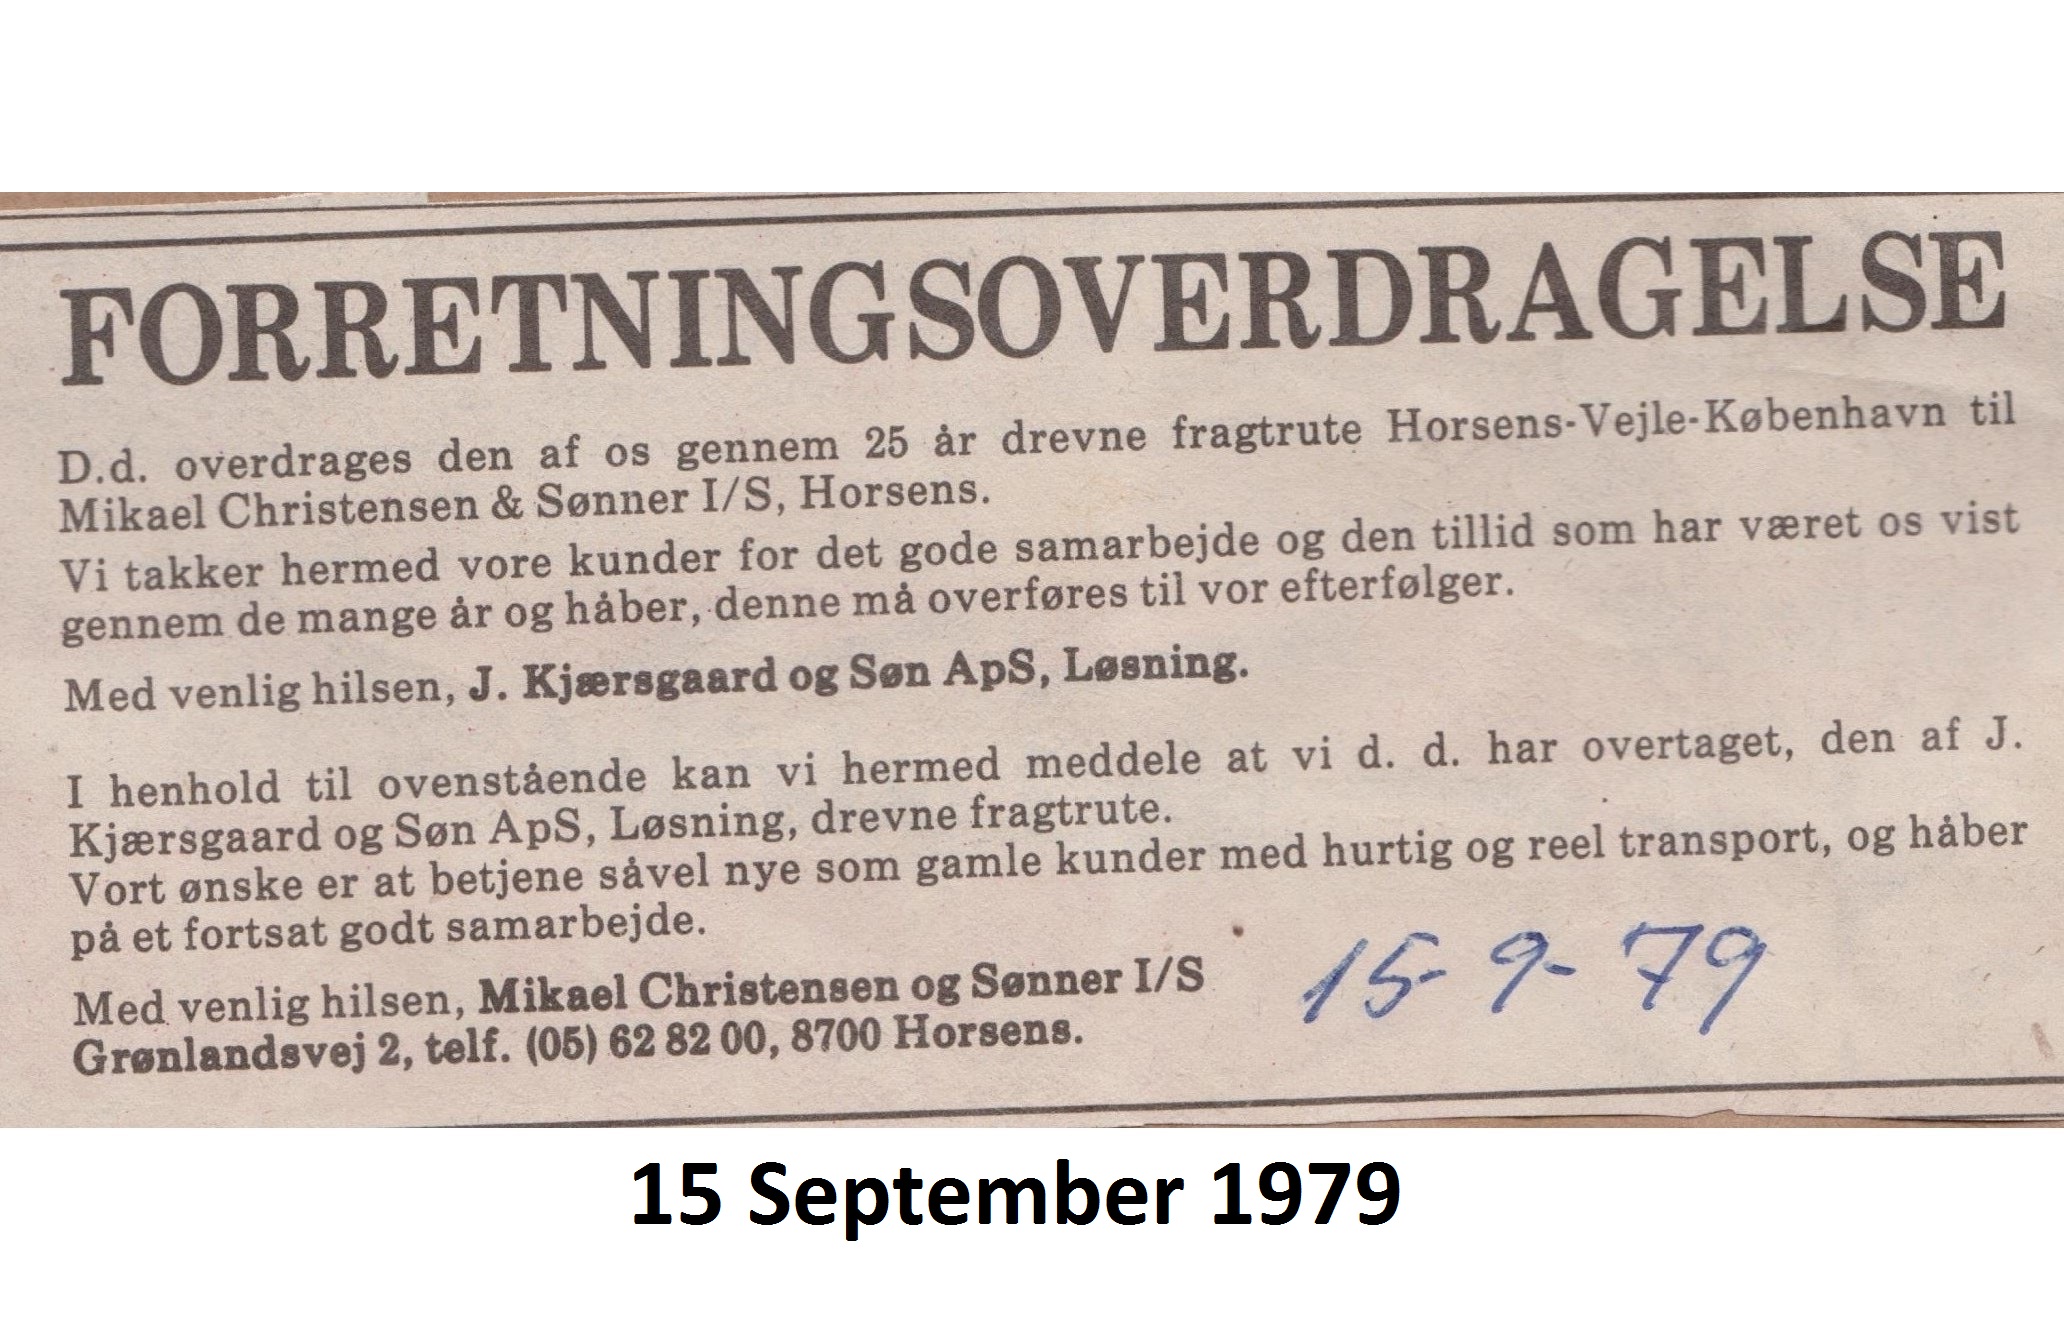 FORRETNINGSOVERDRAGELSE
D.d. overdrages den af os gennem 25 år drevne fragtrute Horsens-Vejle-København til
Mikael Christensen & Sønner I/S, Horsens.
Vi takker hermed vore kunder for det gode samarbejde og den tillid som har været os vist
gennem de mange år og håber, denne må overføres til vor efterfølger.
Med venlig hilsen, J. Kjærsgaard og Søn ApS, Løsning.
I henhold til ovenstående kan vi hermed meddele at vi d. d. har overtaget, den af J.
Kjærsgaard og Søn ApS, Løsning, drevne fragtrute.
Vort ønske er at betjene såvel nye som gamle kunder med hurtig og reel transport, og håber
på et fortsat godt samarbejde.
Med venlig hilsen, Mikael Christensen og Sønner I/S
Grønlandsvej 2, telf. (05) 62 82 00, 8700 Horsens.
15-9-79
15 September 1979